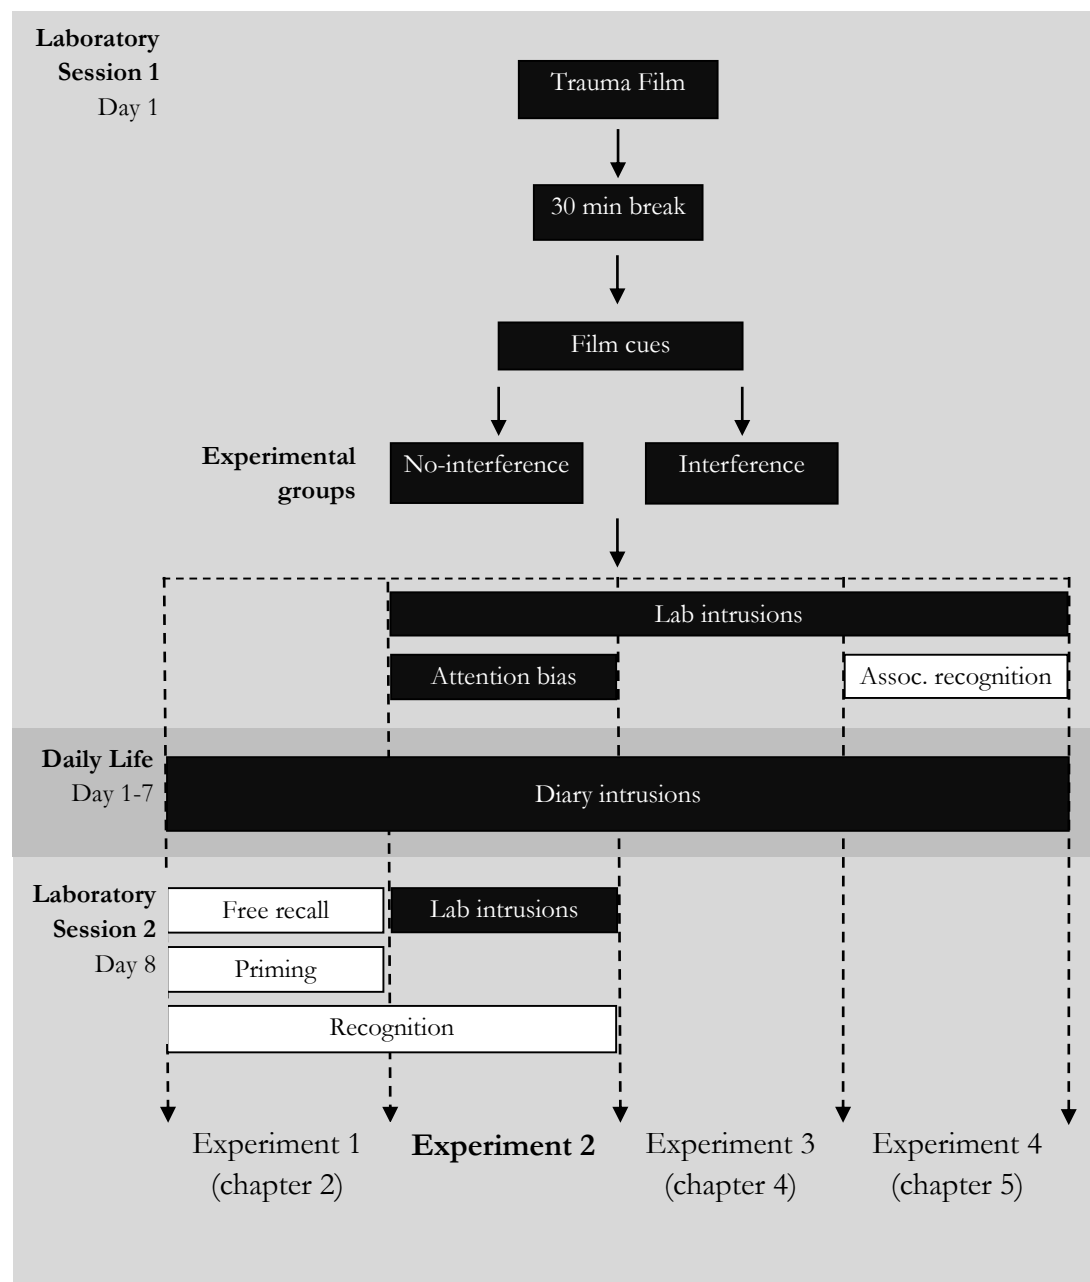 Laboratory
Session 1
Day 1
Trauma Film
30 min break
Film cues
Experimental
groups
No-interference
Interference
Lab intrusions
Attention bias
Assoc. recognition
Daily Life
Day 1-7
Diary intrusions
Laboratory
Session 2
Day 8
Free recall
Lab intrusions
Priming
Recognition
Experiment 1
(chapter 2)
Experiment 2
Experiment 3
(chapter 4)
Experiment 4
(chapter 5)